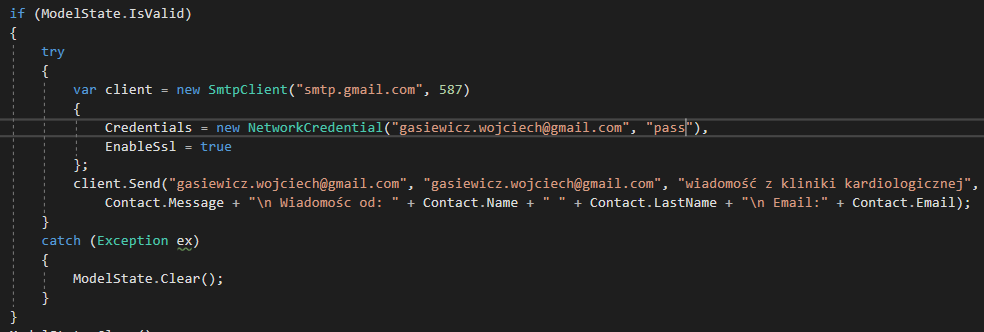 if (ModelState.IsValid)
{
try
{
var client = new SmtpClient("smtp.gmail.com", 587)
{
Credentials = new NetworkCredential("gasiewicz.wojciech@gmail.com", "pass"),
EnableSsl = true
};
client.Send("gasiewicz.wojciech@gmail.com", "gasiewicz.wojciech@gmail.com", "wiadomość z kliniki kardiologicznej",
Contact.Message + "\n Wiadomośc od: " + Contact.Name + " " + Contact.LastName + "\n Email:" + Contact.Email);
}
catch (Exception ex)
{
ModelState.Clear();
}
}